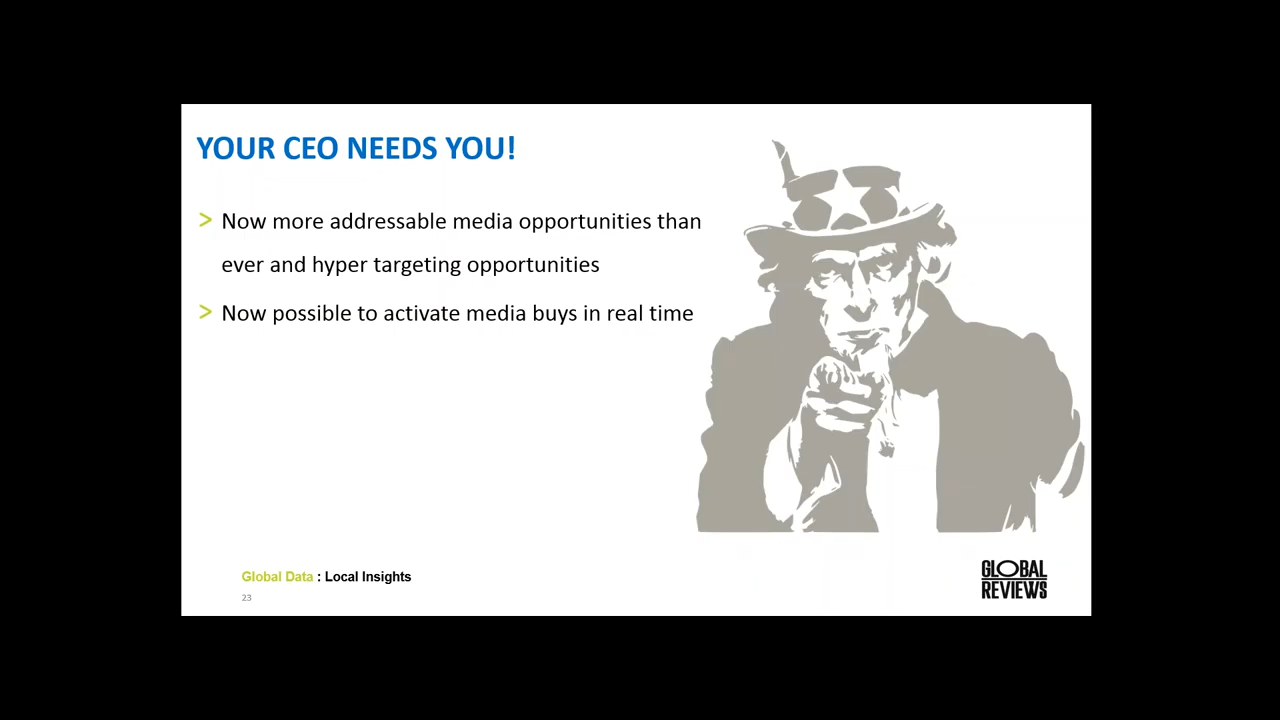 YOUR CEO NEEDS YOU!
> Now more addressable media opportunities than
ever and hyper targeting opportunities
> Now possible to activate media buys in real time
Global Data : Local Insights
23
GLOBAL
REVIEWS